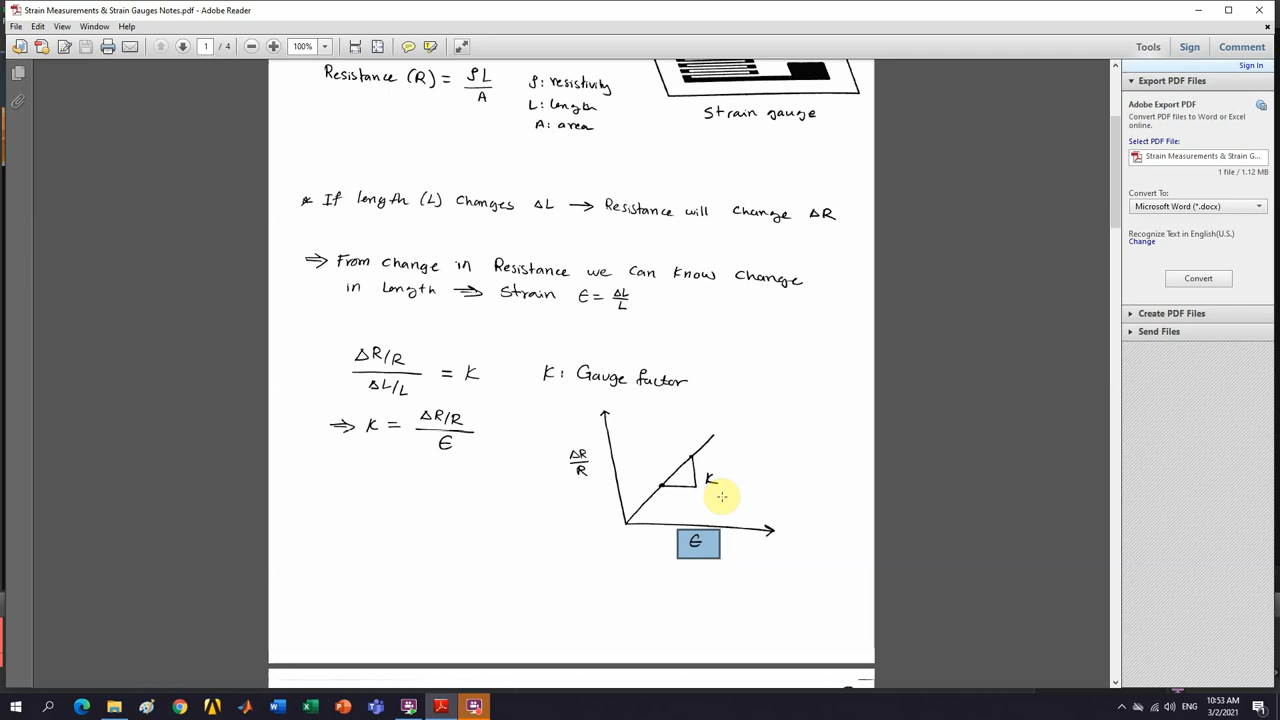 Strain Measurements & Strain Gauges Notes.pdf - Adobe Reader
File Edit View Window Help
1 / 4 100% Tools Sign Comment
Sign In
Export PDF Files
Adobe Export PDF
Convert PDF files to Word or Excel
online.
Select PDF File:
Strain Measurements & Strain G...
1 file / 1.12 MB
Convert To:
Microsoft Word (*.docx)
Recognize Text in English(U.S.)
Change
Convert
Create PDF Files
Send Files
Resistance (R) = ρL / A
ρ: resistivity
L: length
A: area
Strain gauge
* If length (L) changes ΔL → Resistance will change ΔR
⇒ From change in Resistance we can know change
in length ⇒ Strain ϵ = ΔL/L
ΔR/R / ΔL/L = K K: Gauge factor
⇒ K = ΔR/R / ϵ
ΔR/R
K
ϵ
10:53 AM
3/2/2021